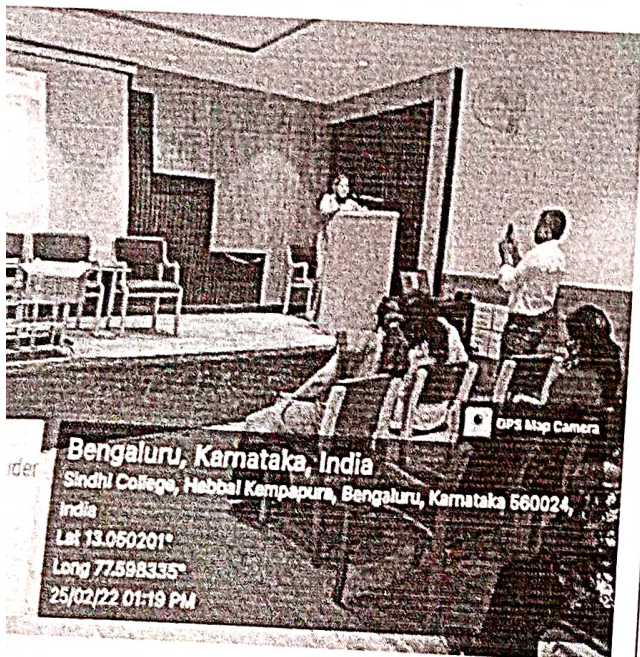 GPS Map Camera
Bengaluru, Karnataka, India
Sindhi College, Hebbal Kempapura, Bengaluru, Karnataka 560024,
India
Lat 13.050201°
Long 77.598335°
25/02/22 01:19 PM